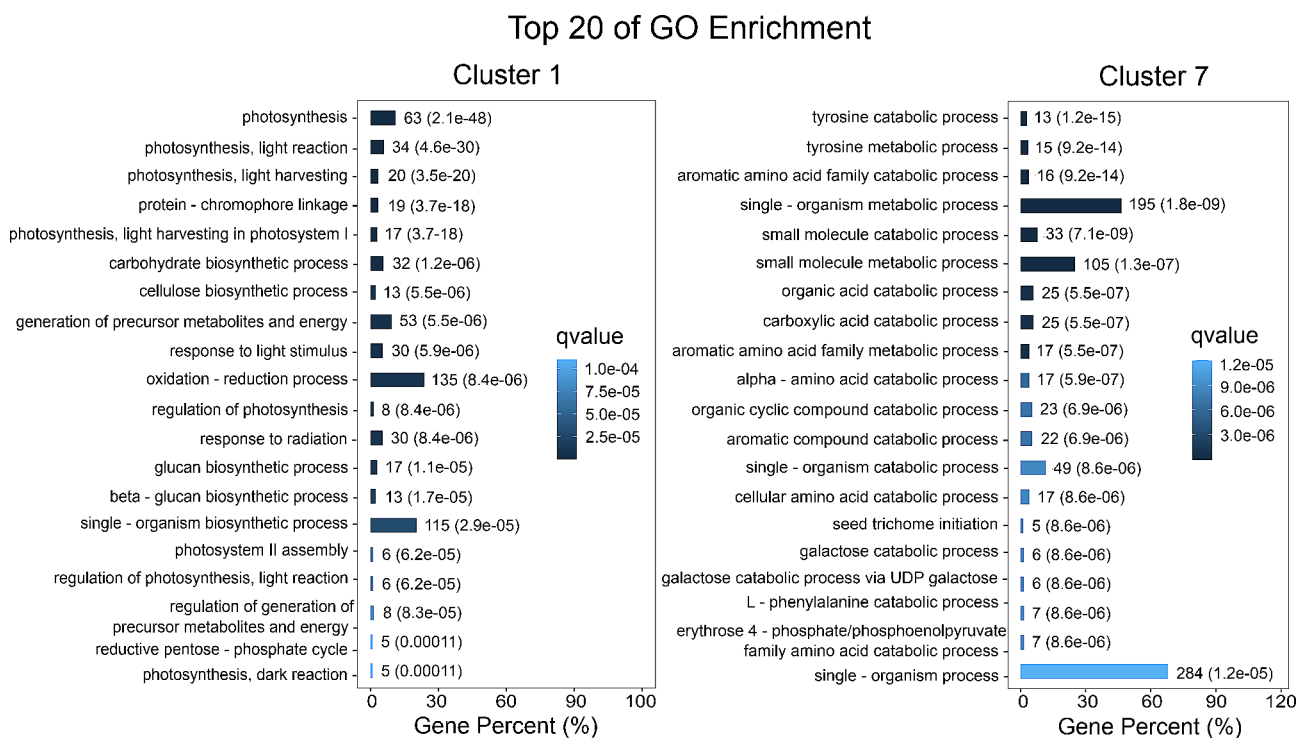 Top 20 of GO Enrichment
Cluster 1
photosynthesis
63 (2.1e-48)
photosynthesis, light reaction
34 (4.6e-30)
photosynthesis, light harvesting
20 (3.5e-20)
protein - chromophore linkage
19 (3.7e-18)
photosynthesis, light harvesting in photosystem I
17 (3.7-18)
carbohydrate biosynthetic process
32 (1.2e-06)
cellulose biosynthetic process
13 (5.5e-06)
generation of precursor metabolites and energy
53 (5.5e-06)
response to light stimulus
30 (5.9e-06)
oxidation - reduction process
135 (8.4e-06)
regulation of photosynthesis
8 (8.4e-06)
response to radiation
30 (8.4e-06)
glucan biosynthetic process
17 (1.1e-05)
beta - glucan biosynthetic process
13 (1.7e-05)
single - organism biosynthetic process
115 (2.9e-05)
photosystem II assembly
6 (6.2e-05)
regulation of photosynthesis, light reaction
6 (6.2e-05)
regulation of generation of
precursor metabolites and energy
8 (8.3e-05)
reductive pentose - phosphate cycle
5 (0.00011)
photosynthesis, dark reaction
5 (0.00011)
qvalue
1.0e-04
7.5e-05
5.0e-05
2.5e-05
0 30 60 90 100
Gene Percent (%)
Cluster 7
tyrosine catabolic process
13 (1.2e-15)
tyrosine metabolic process
15 (9.2e-14)
aromatic amino acid family catabolic process
16 (9.2e-14)
single - organism metabolic process
195 (1.8e-09)
small molecule catabolic process
33 (7.1e-09)
small molecule metabolic process
105 (1.3e-07)
organic acid catabolic process
25 (5.5e-07)
carboxylic acid catabolic process
25 (5.5e-07)
aromatic amino acid family metabolic process
17 (5.5e-07)
alpha - amino acid catabolic process
17 (5.9e-07)
organic cyclic compound catabolic process
23 (6.9e-06)
aromatic compound catabolic process
22 (6.9e-06)
single - organism catabolic process
49 (8.6e-06)
cellular amino acid catabolic process
17 (8.6e-06)
seed trichome initiation
5 (8.6e-06)
galactose catabolic process
6 (8.6e-06)
galactose catabolic process via UDP galactose
6 (8.6e-06)
L - phenylalanine catabolic process
7 (8.6e-06)
erythrose 4 - phosphate/phosphoenolpyruvate
family amino acid catabolic process
7 (8.6e-06)
single - organism process
284 (1.2e-05)
qvalue
1.2e-05
9.0e-06
6.0e-06
3.0e-06
0 30 60 90 120
Gene Percent (%)